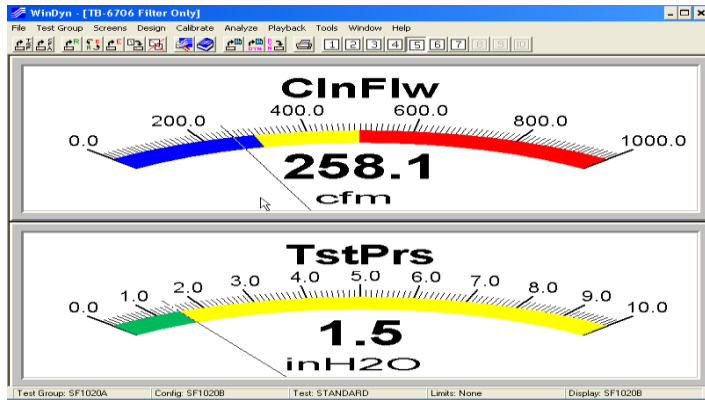 WinDyn - [TB-6706 Filter Only]
File Test Group Screens Design Calibrate Analyze Playback Tools Window Help
1 2 3 4 5 6 7 8 9 10
ClnFlw
0.0 200.0 400.0 600.0 800.0 1000.0
258.1
cfm
TstPrs
0.0 1.0 2.0 3.0 4.0 5.0 6.0 7.0 8.0 9.0 10.0
1.5
inH2O
Test Group: SF1020A Config: SF1020B Test: STANDARD Limits: None Display: SF1020B